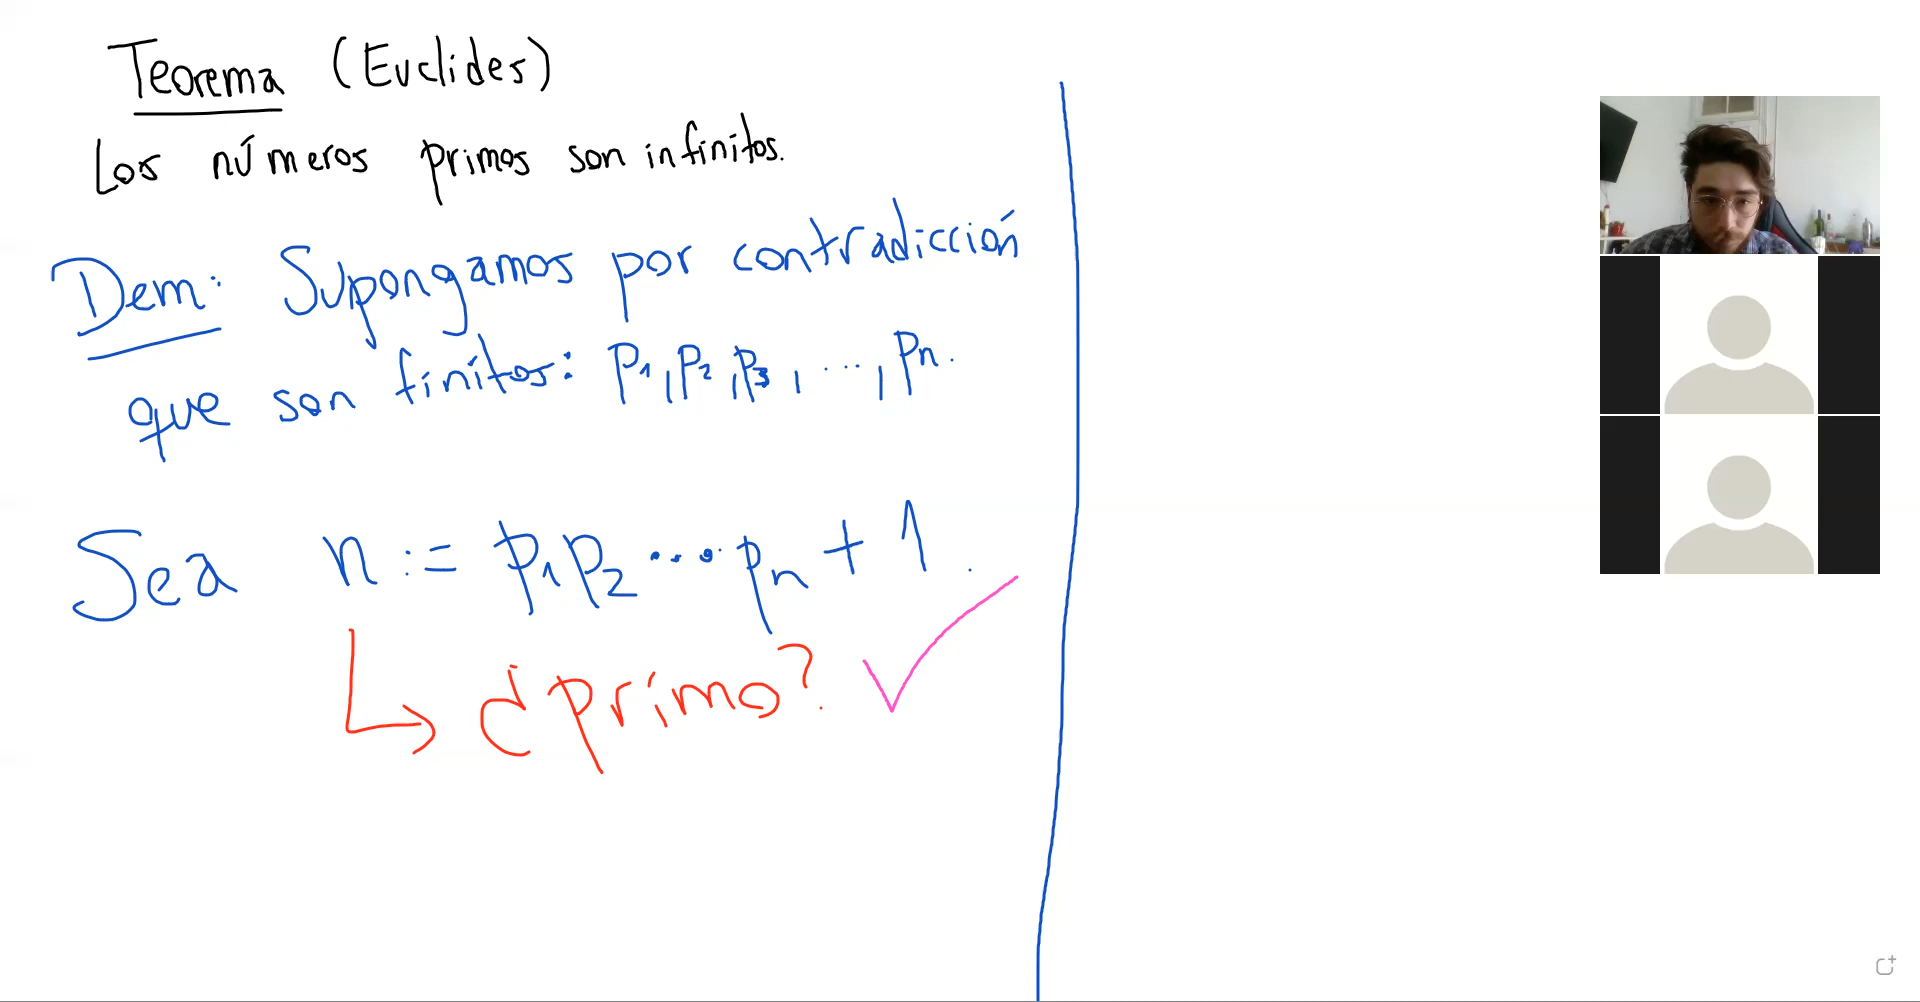 Teorema (Euclides)
Los números primos son infinitos.
Dem: Supongamos por contradicción
que son finitos: p₁, p₂, p₃, ..., pₙ.
Sea n := p₁p₂ ... pₙ + 1.
¿primo? ✓